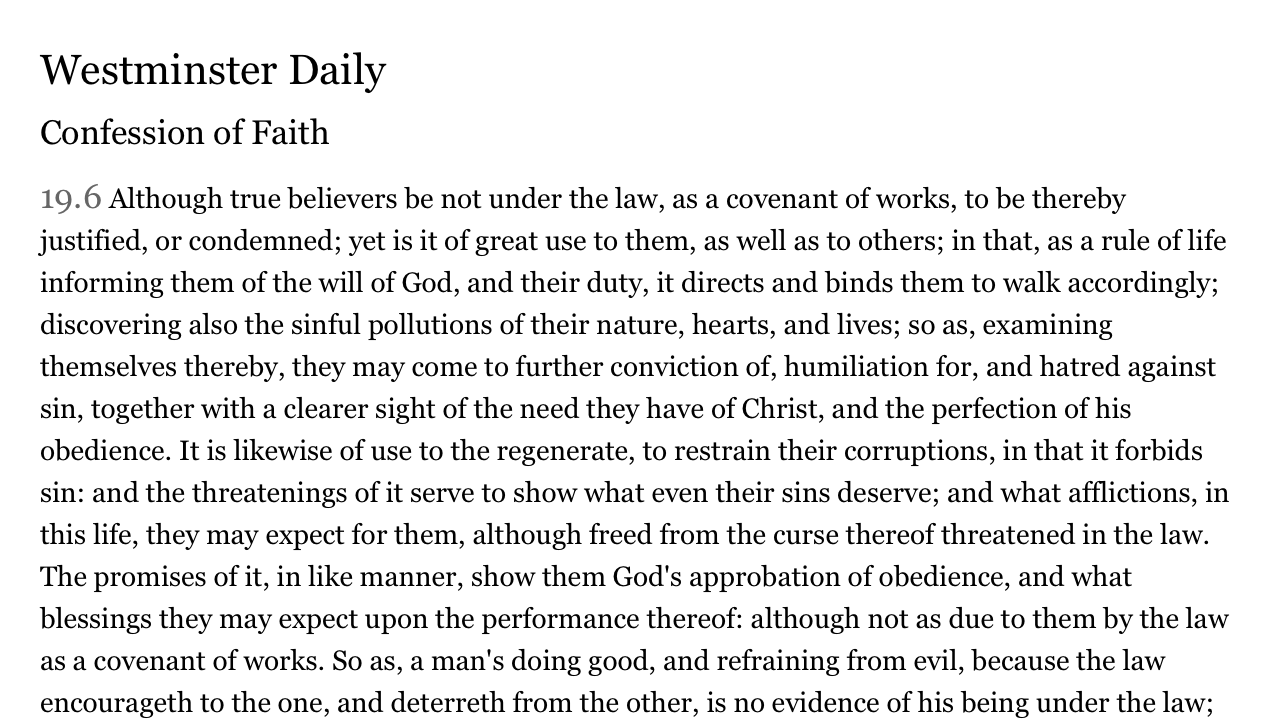 Westminster Daily
Confession of Faith
19.6 Although true believers be not under the law, as a covenant of works, to be thereby
justified, or condemned; yet is it of great use to them, as well as to others; in that, as a rule of life
informing them of the will of God, and their duty, it directs and binds them to walk accordingly;
discovering also the sinful pollutions of their nature, hearts, and lives; so as, examining
themselves thereby, they may come to further conviction of, humiliation for, and hatred against
sin, together with a clearer sight of the need they have of Christ, and the perfection of his
obedience. It is likewise of use to the regenerate, to restrain their corruptions, in that it forbids
sin: and the threatenings of it serve to show what even their sins deserve; and what afflictions, in
this life, they may expect for them, although freed from the curse thereof threatened in the law.
The promises of it, in like manner, show them God's approbation of obedience, and what
blessings they may expect upon the performance thereof: although not as due to them by the law
as a covenant of works. So as, a man's doing good, and refraining from evil, because the law
encourageth to the one, and deterreth from the other, is no evidence of his being under the law;